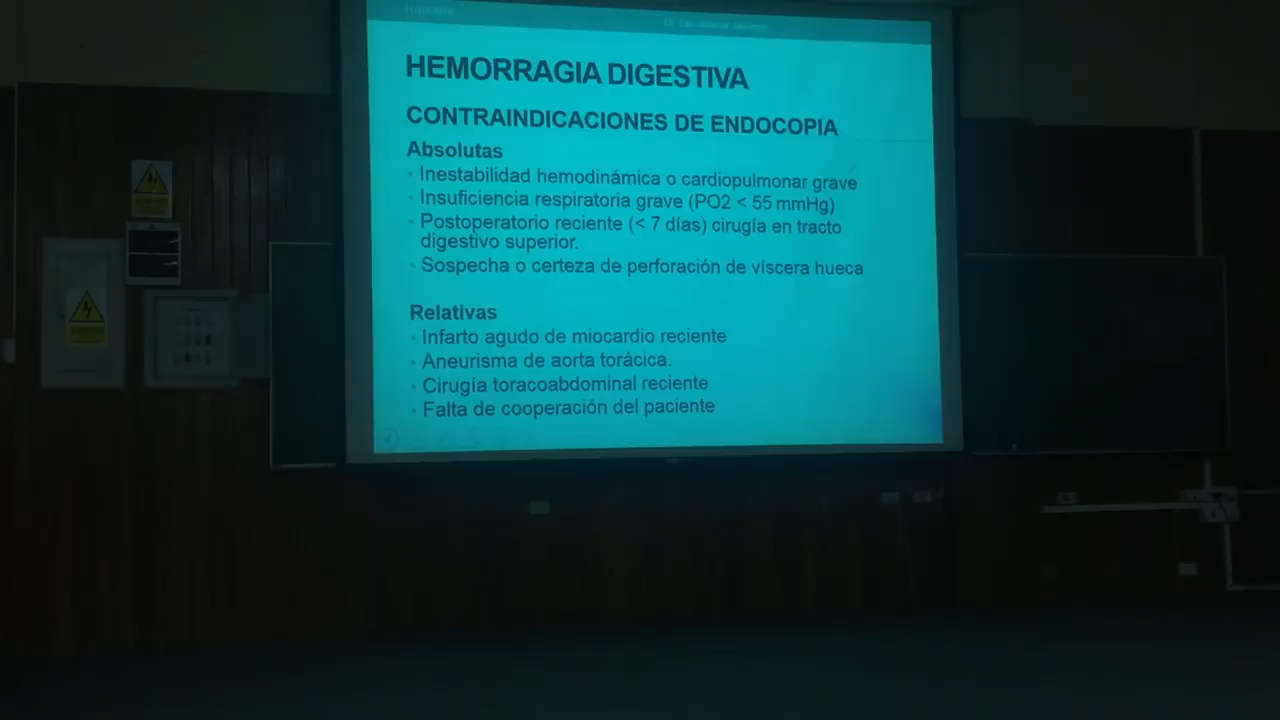 HEMORRAGIA DIGESTIVA
CONTRAINDICACIONES DE ENDOCOPIA
Absolutas
- Inestabilidad hemodinámica o cardiopulmonar grave
- Insuficiencia respiratoria grave (PO2 < 55 mmHg)
- Postoperatorio reciente (< 7 días) cirugía en tracto
digestivo superior.
- Sospecha o certeza de perforación de víscera hueca
Relativas
- Infarto agudo de miocardio reciente
- Aneurisma de aorta torácica.
- Cirugía toracoabdominal reciente
- Falta de cooperación del paciente